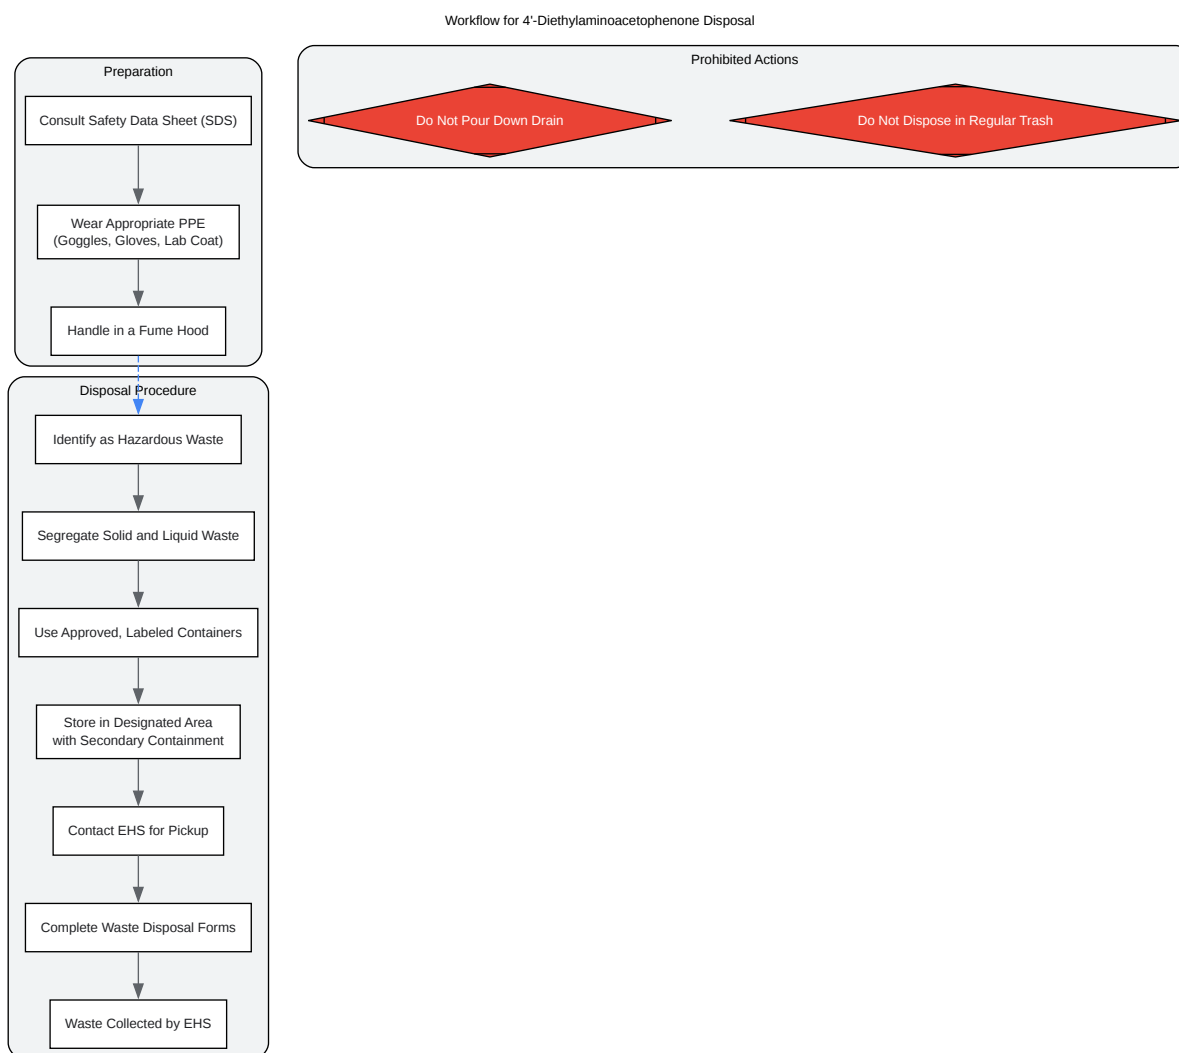 Workflow for 4'-Diethylaminoacetophenone Disposal
Preparation
Consult Safety Data Sheet (SDS)
Wear Appropriate PPE
(Goggles, Gloves, Lab Coat)
Handle in a Fume Hood
Disposal Procedure
Identify as Hazardous Waste
Segregate Solid and Liquid Waste
Use Approved, Labeled Containers
Store in Designated Area
with Secondary Containment
Contact EHS for Pickup
Complete Waste Disposal Forms
Waste Collected by EHS
Prohibited Actions
Do Not Pour Down Drain
Do Not Dispose in Regular Trash